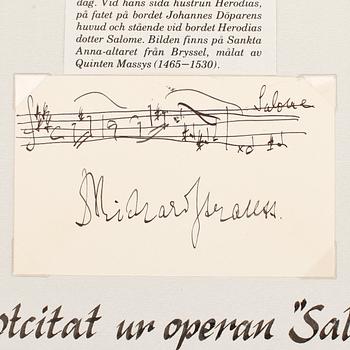 dag. Vid hans sida hustrun Herodias,
på fatet på bordet Johannes Döparens
huvud och stående vid bordet Herodias
dotter Salome. Bilden finns på Sankta
Anna-altaret från Bryssel, målat av
Quinten Massys (1465–1530).
Salome
Richard Strauss.
otcitat ur operan "Sal